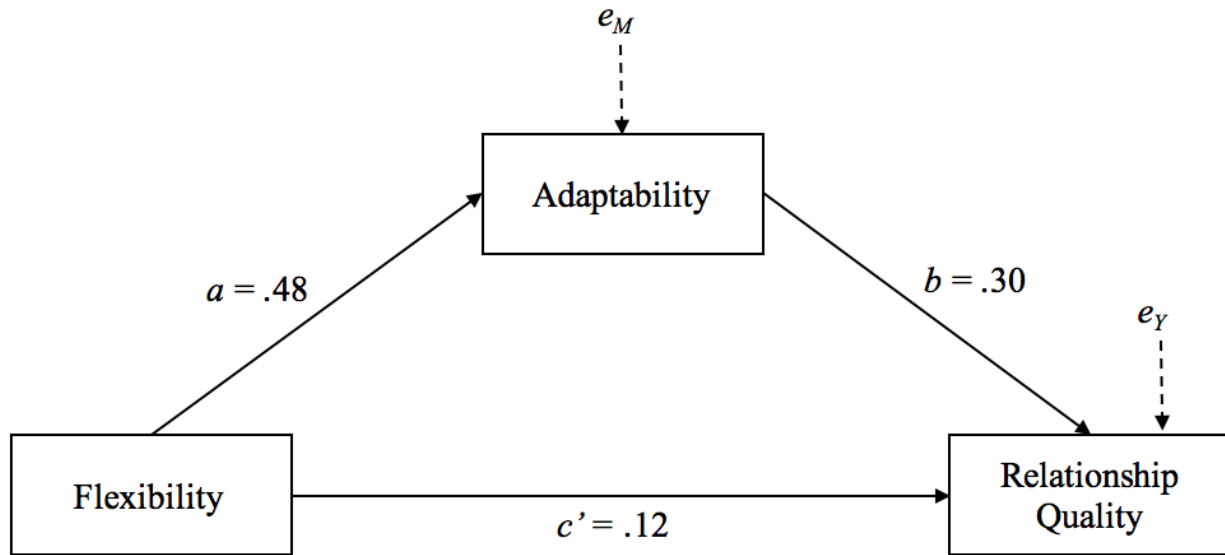 e_M
Adaptability
a = .48
b = .30
e_Y
Flexibility
Relationship
Quality
c’ = .12